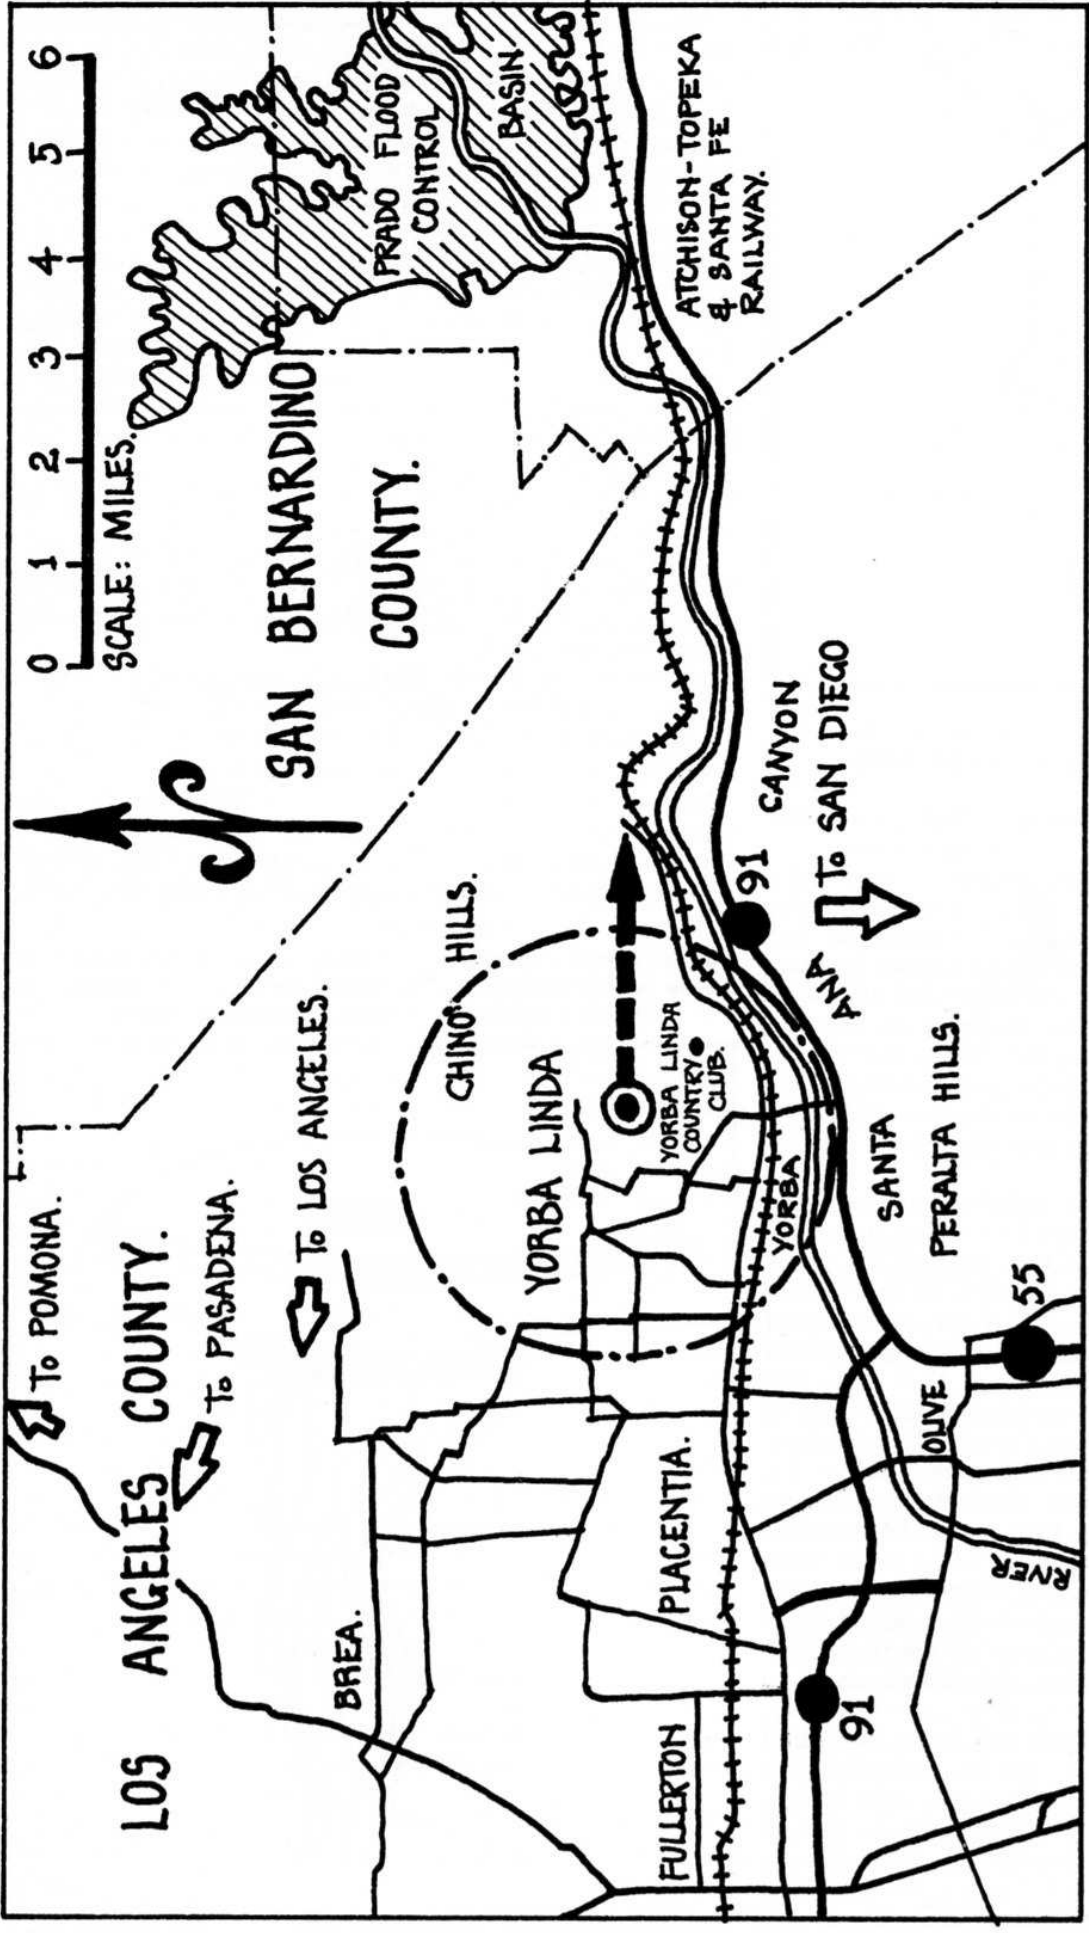 To POMONA.
LOS ANGELES COUNTY.
To PASADENA.
To LOS ANGELES.
0 1 2 3 4 5 6
SCALE: MILES.
SAN BERNARDINO
COUNTY.
PRADO FLOOD
CONTROL
BASIN
BREA.
CHINO HILLS.
YORBA LINDA
YORBA LINDA
COUNTRY
CLUB.
FULLERTON
PLACENTIA.
YORBA
ATCHISON-TOPEKA
& SANTA FE
RAILWAY.
91
91
SANTA
ANA
CANYON
RIVER
To SAN DIEGO
OLIVE
PERALTA HILLS.
55